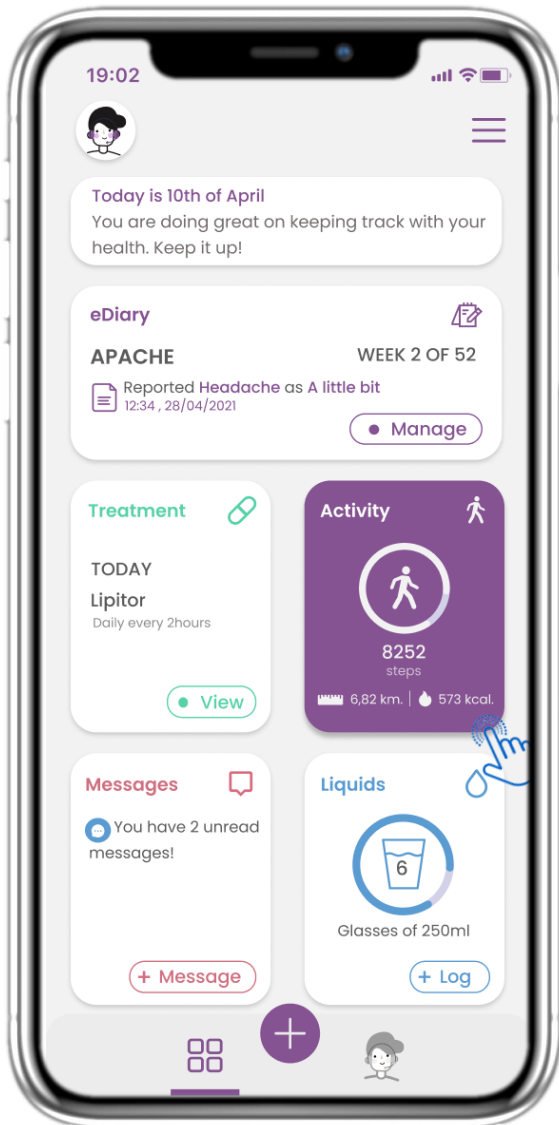 19:02
Today is 10th of April
You are doing great on keeping track with your
health. Keep it up!
eDiary
APACHE
WEEK 2 OF 52
Reported Headache as A little bit
12:34 , 28/04/2021
Manage
Treatment
TODAY
Lipitor
Daily every 2hours
View
Activity
8252
steps
6,82 km.
573 kcal.
Messages
You have 2 unread
messages!
+ Message
Liquids
6
Glasses of 250ml
+ Log